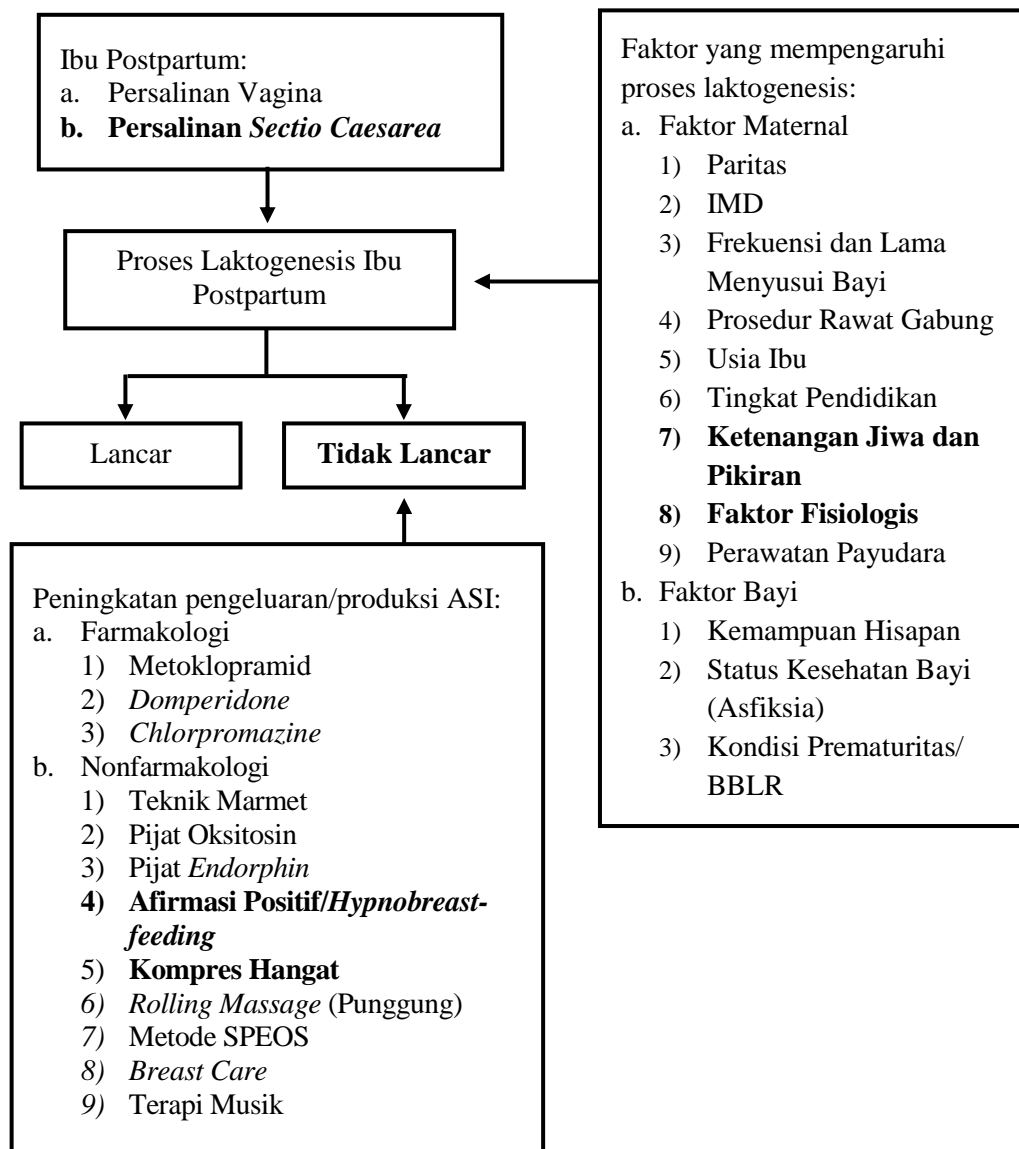 Ibu Postpartum:
a. Persalinan Vagina
b. Persalinan Sectio Caesarea
Proses Laktogenesis Ibu
Postpartum
Lancar
Tidak Lancar
Peningkatan pengeluaran/produksi ASI:
a. Farmakologi
1) Metoklopramid
2) Domperidone
3) Chlorpromazine
b. Nonfarmakologi
1) Teknik Marmet
2) Pijat Oksitosin
3) Pijat Endorphin
4) Afirmasi Positif/Hypnobreast-
feeding
5) Kompres Hangat
6) Rolling Massage (Punggung)
7) Metode SPEOS
8) Breast Care
9) Terapi Musik
Faktor yang mempengaruhi
proses laktogenesis:
a. Faktor Maternal
1) Paritas
2) IMD
3) Frekuensi dan Lama
Menyusui Bayi
4) Prosedur Rawat Gabung
5) Usia Ibu
6) Tingkat Pendidikan
7) Ketenangan Jiwa dan
Pikiran
8) Faktor Fisiologis
9) Perawatan Payudara
b. Faktor Bayi
1) Kemampuan Hisapan
2) Status Kesehatan Bayi
(Asfiksia)
3) Kondisi Prematuritas/
BBLR